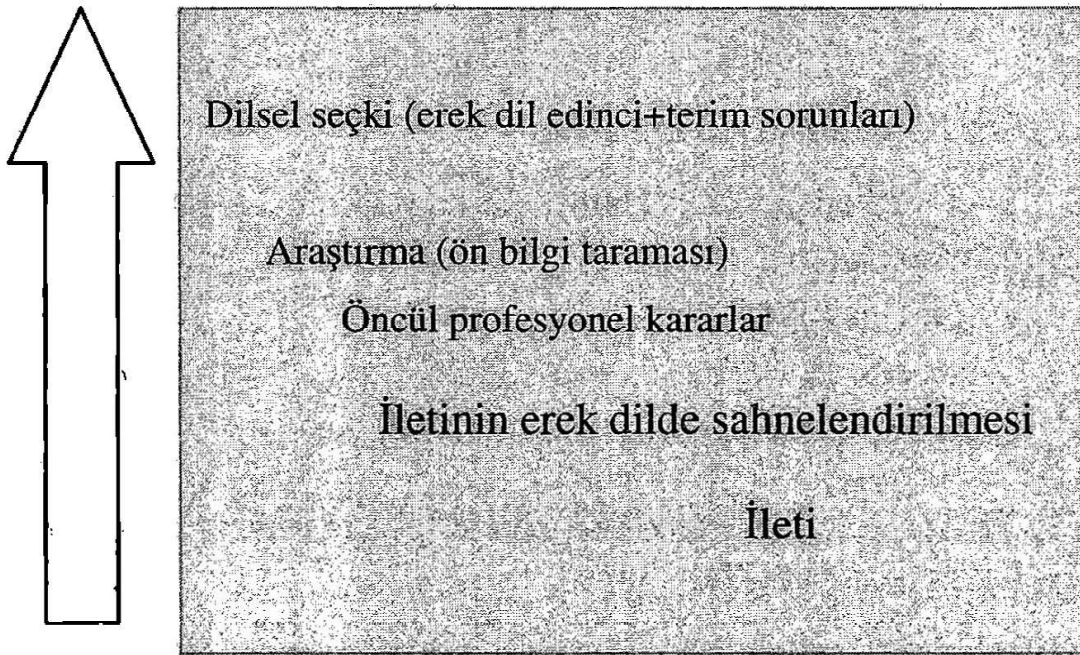 Dilsel seçki (erek dil edinci+terim sorunları)
Araştırma (ön bilgi taraması)
Öncül profesyonel kararlar
İletinin erek dilde sahnelendirilmesi
İleti